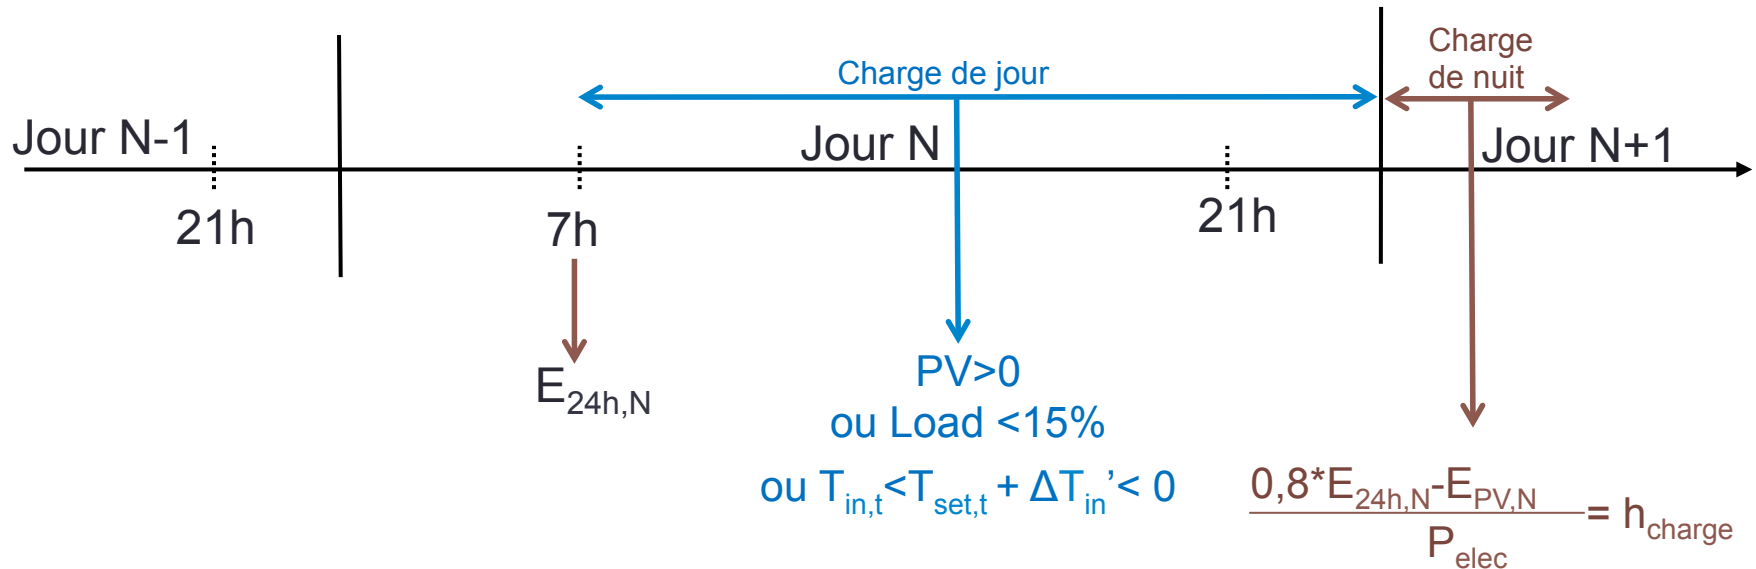 Charge de jour
Charge
de nuit
Jour N-1
Jour N
Jour N+1
21h
7h
21h
E24h,N
PV>0
ou Load <15%
ou Tin,t<Tset,t + ΔTin’< 0
0,8*E24h,N-EPV,N
= hcharge
Pelec